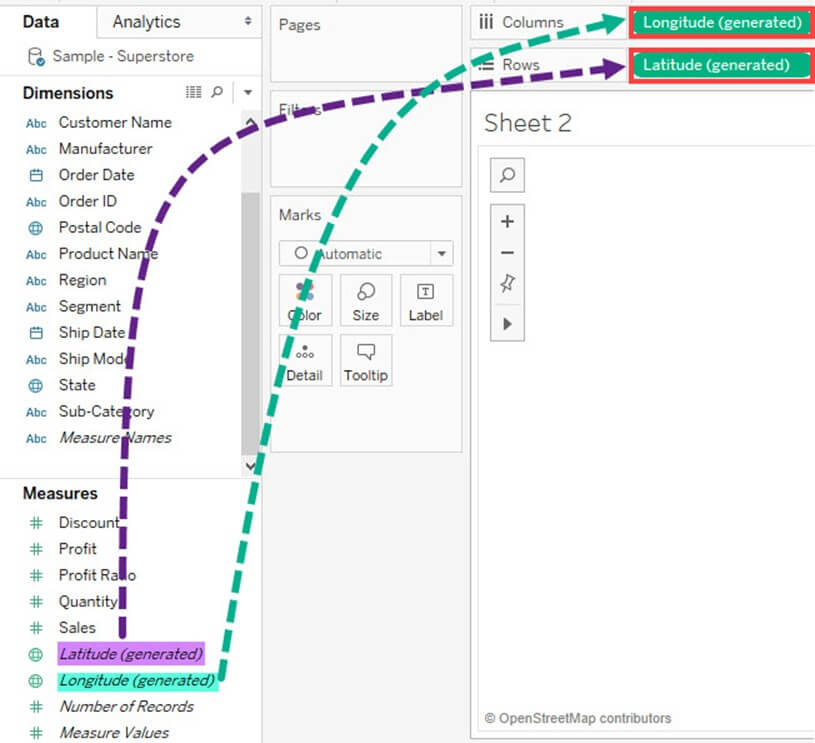 Data
Analytics
Sample - Superstore
Dimensions
Abc Customer Name
Abc Manufacturer
Order Date
Abc Order ID
Postal Code
Abc Product Name
Abc Region
Abc Segment
Ship Date
Abc Ship Mode
State
Abc Sub-Category
Abc Measure Names
Measures
# Discount
# Profit
# Profit Ratio
# Quantity
# Sales
Latitude (generated)
Longitude (generated)
# Number of Records
# Measure Values
Pages
Filters
Marks
Automatic
Color
Size
T
Label
Detail
Tooltip
Columns
Longitude (generated)
Rows
Latitude (generated)
Sheet 2
+
−
© OpenStreetMap contributors